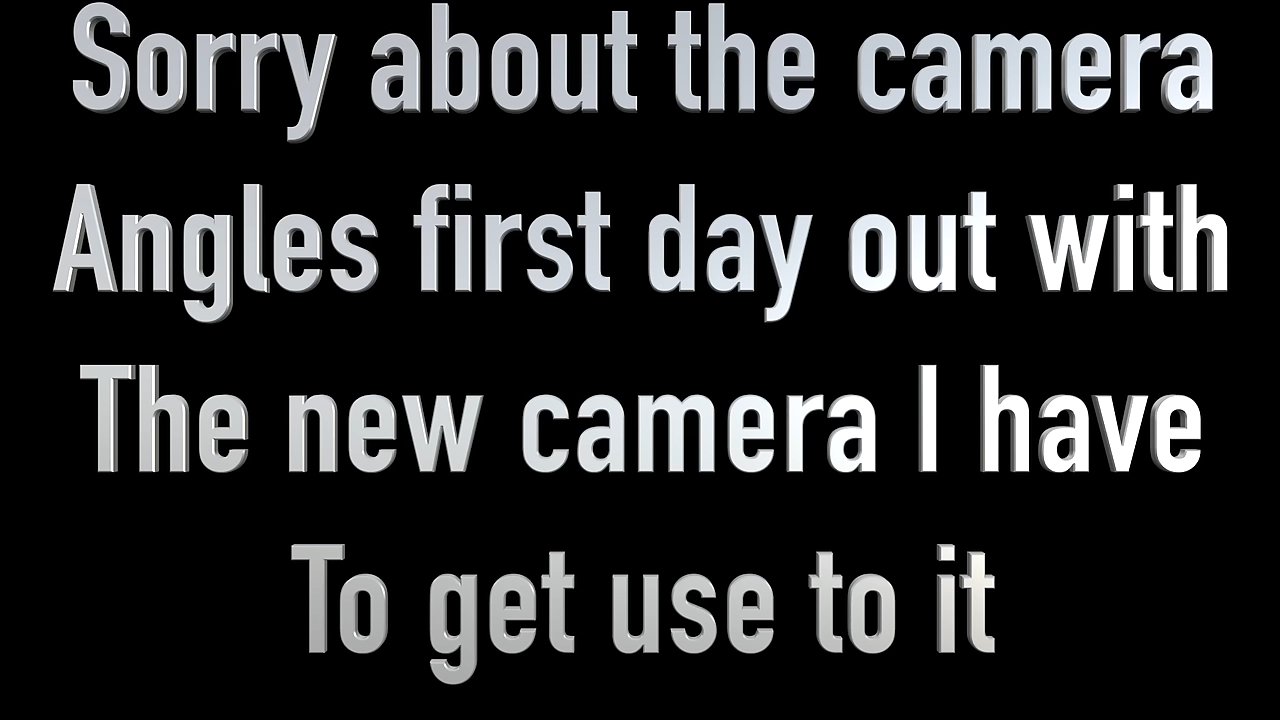 Sorry about the camera
Angles first day out with
The new camera I have
To get use to it